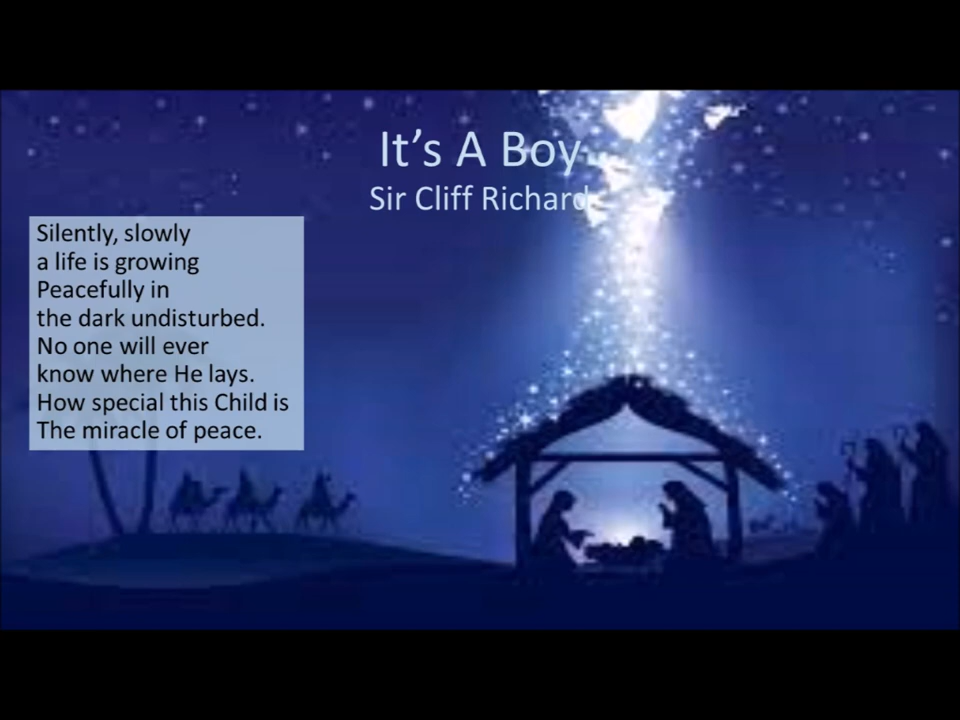 It's A Boy
Sir Cliff Richard
Silently, slowly
a life is growing
Peacefully in
the dark undisturbed.
No one will ever
know where He lays.
How special this Child is
The miracle of peace.